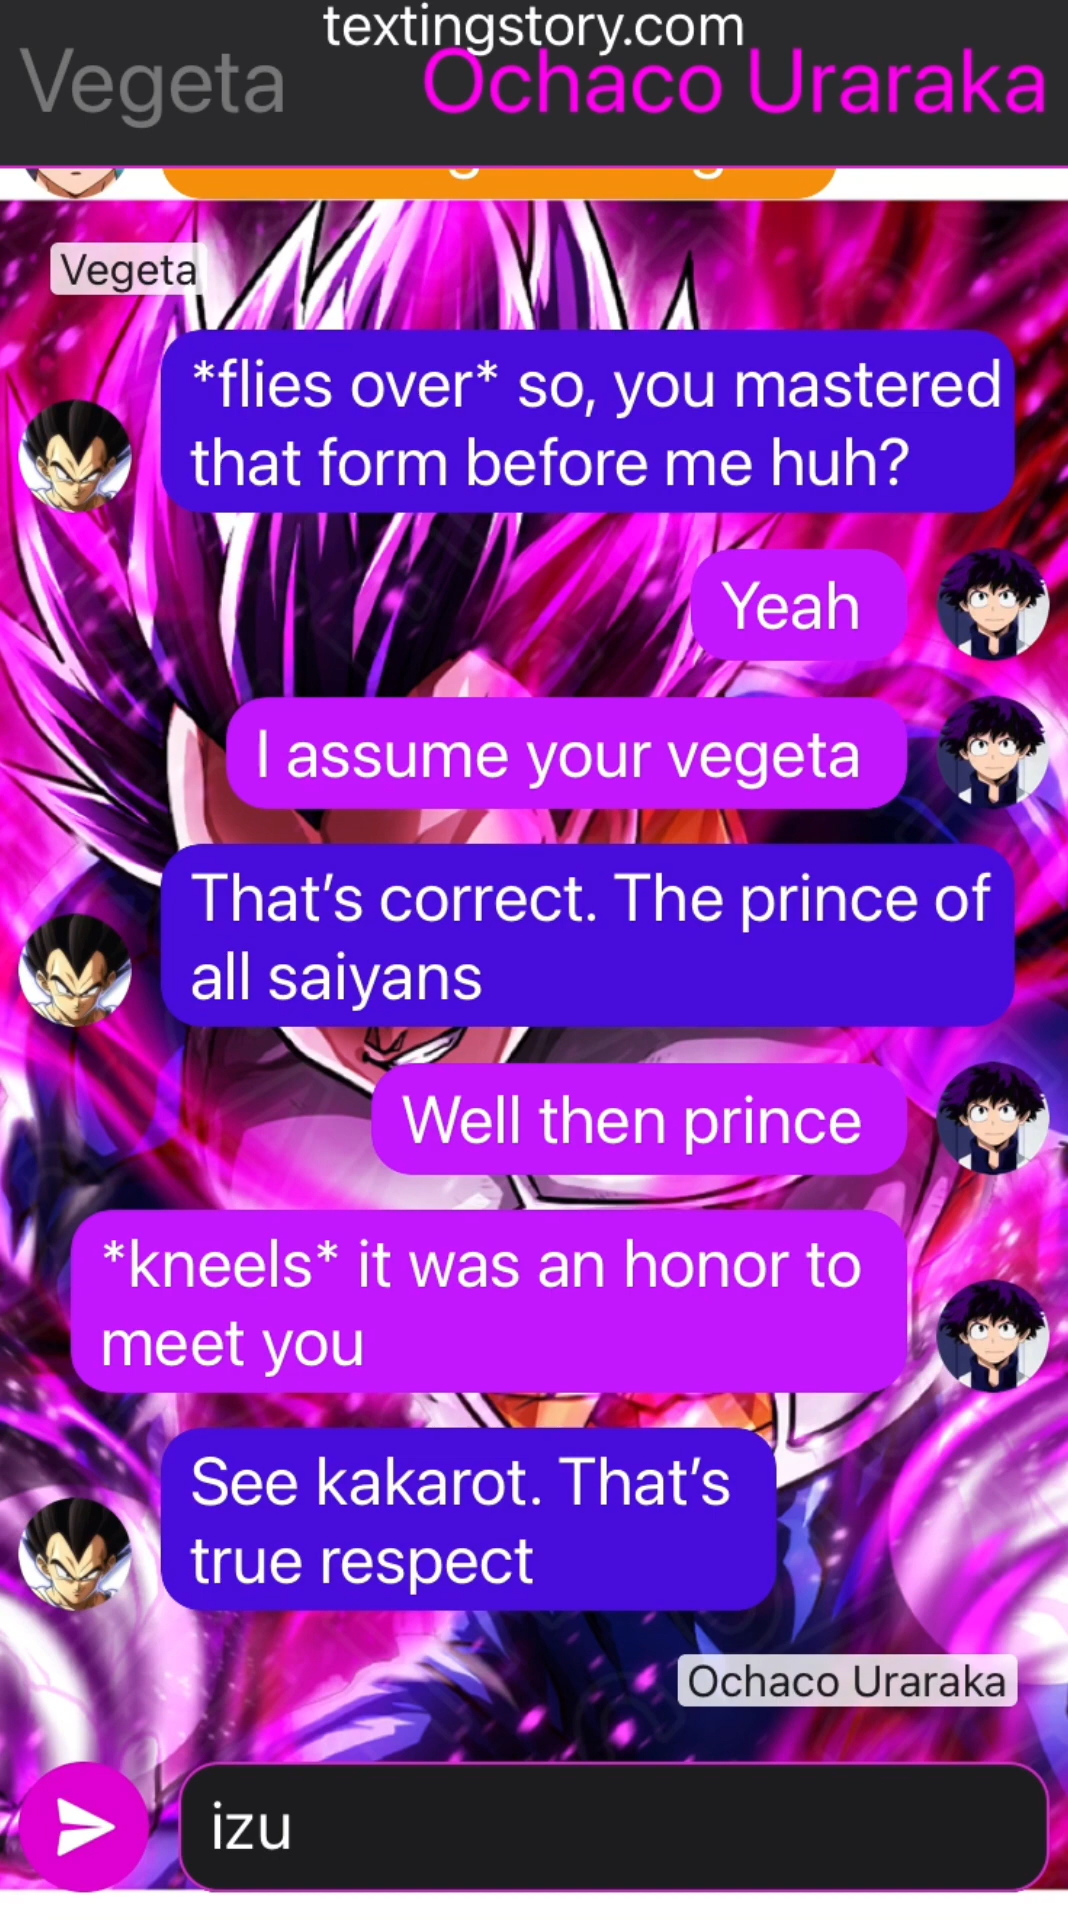 textingstory.com
Vegeta Ochaco Uraraka
Vegeta
*flies over* so, you mastered
that form before me huh?
Yeah
I assume your vegeta
That's correct. The prince of
all saiyans
Well then prince
*kneels* it was an honor to
meet you
See kakarot. That's
true respect
Ochaco Uraraka
izu